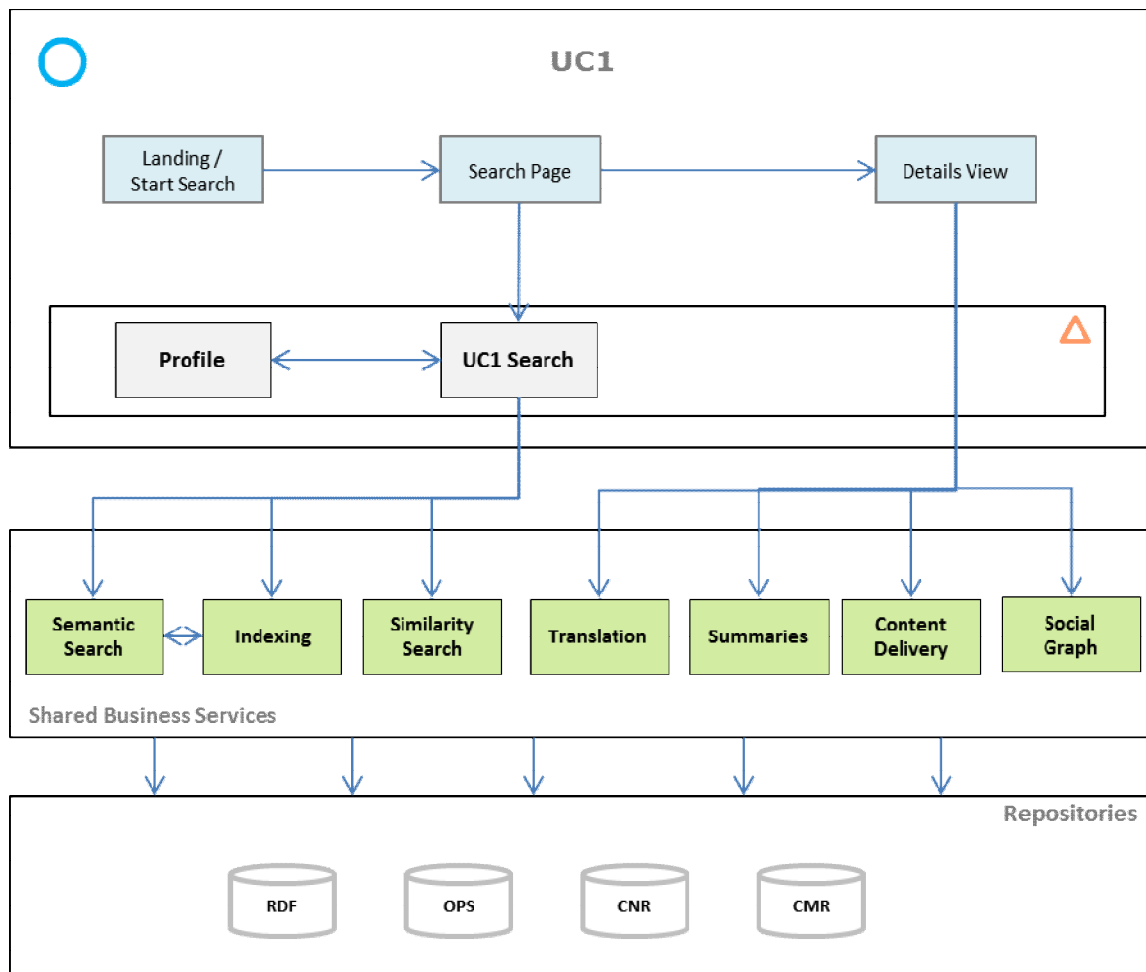 UC1
Landing /
Start Search
Search Page
Details View
Profile
UC1 Search
Semantic
Search
Indexing
Similarity
Search
Translation
Summaries
Content
Delivery
Social
Graph
Shared Business Services
Repositories
RDF
OPS
CNR
CMR